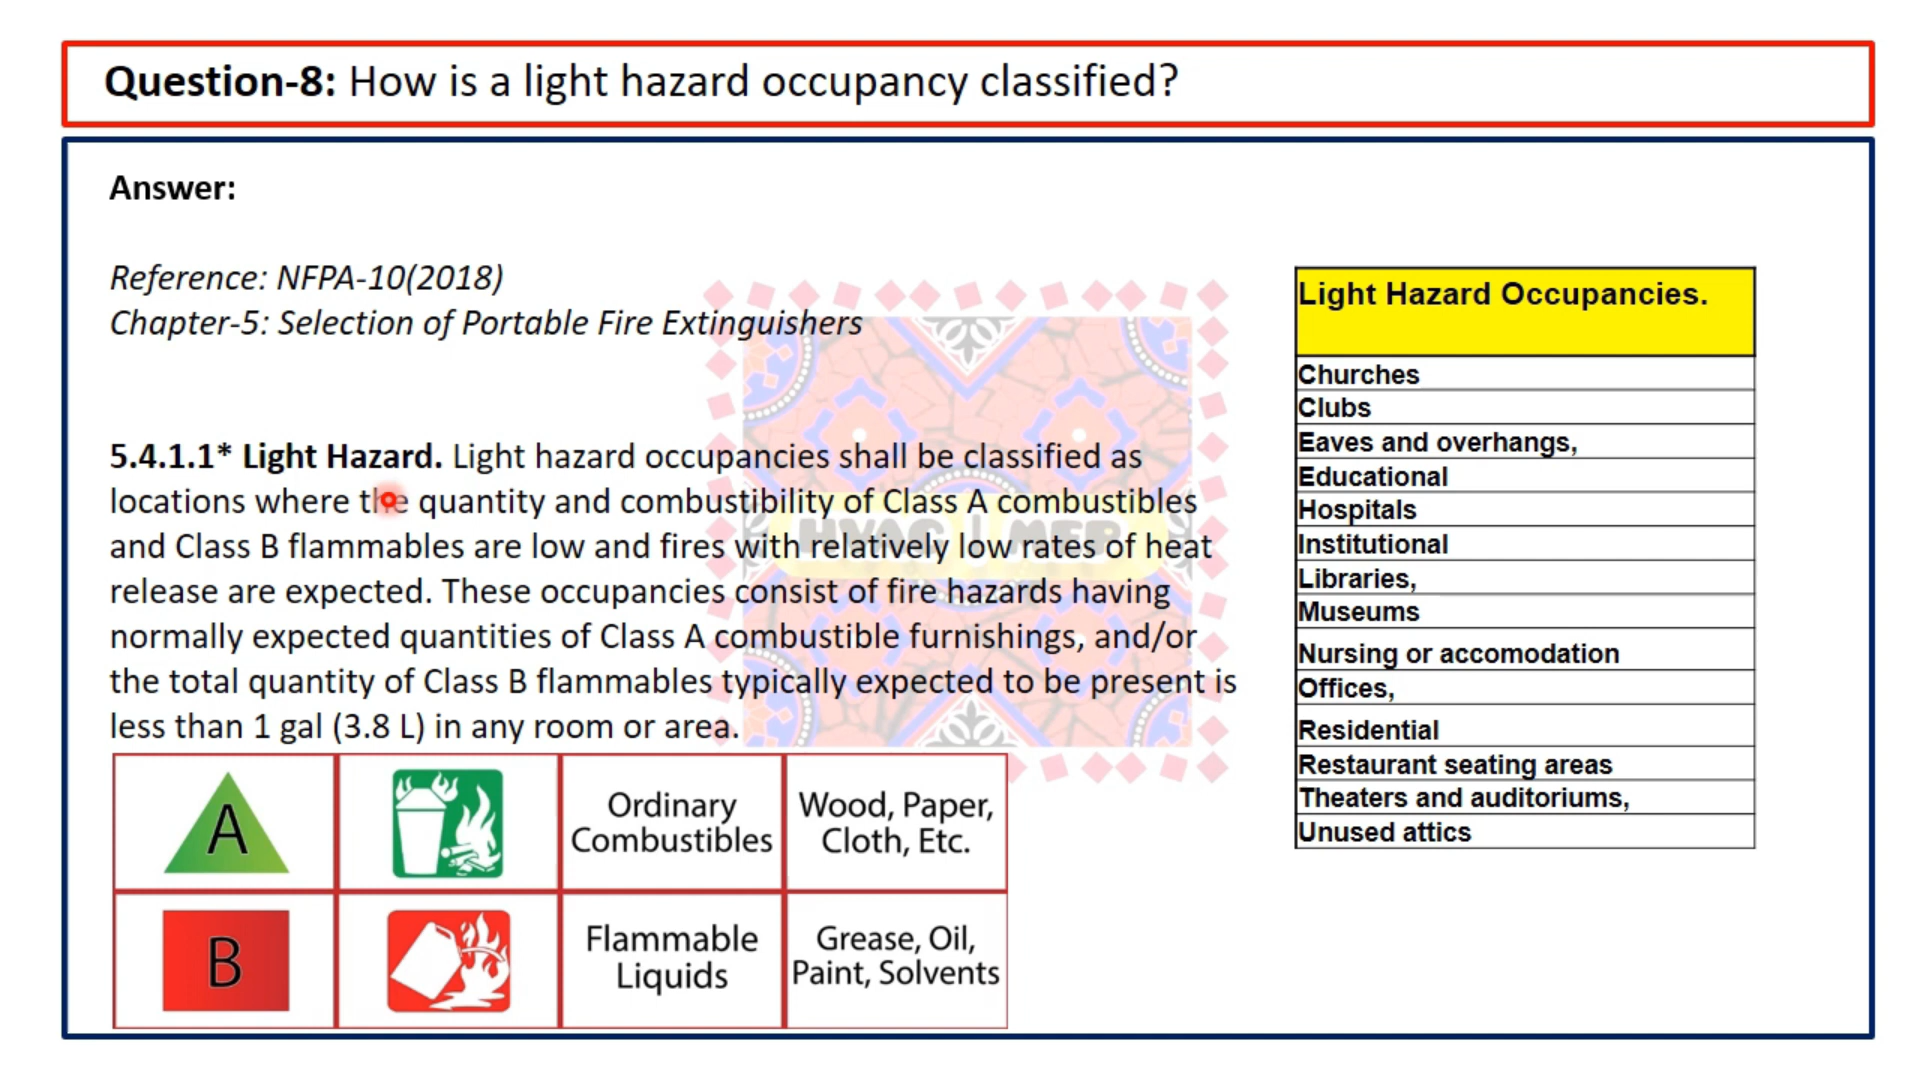 Question-8: How is a light hazard occupancy classified?
Answer:
Reference: NFPA-10(2018)
Chapter-5: Selection of Portable Fire Extinguishers
5.4.1.1* Light Hazard. Light hazard occupancies shall be classified as
locations where the quantity and combustibility of Class A combustibles
and Class B flammables are low and fires with relatively low rates of heat
release are expected. These occupancies consist of fire hazards having
normally expected quantities of Class A combustible furnishings, and/or
the total quantity of Class B flammables typically expected to be present is
less than 1 gal (3.8 L) in any room or area.
HVAC | MEP
A
Ordinary
Combustibles
Wood, Paper,
Cloth, Etc.
B
Flammable
Liquids
Grease, Oil,
Paint, Solvents
Light Hazard Occupancies.
Churches
Clubs
Eaves and overhangs,
Educational
Hospitals
Institutional
Libraries,
Museums
Nursing or accomodation
Offices,
Residential
Restaurant seating areas
Theaters and auditoriums,
Unused attics